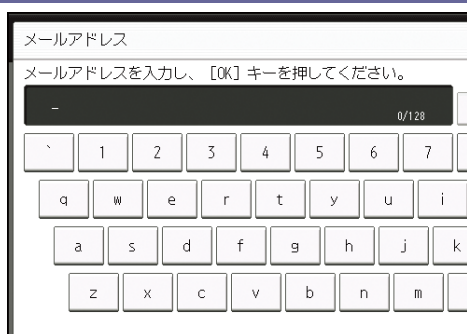 メールアドレス
メールアドレスを入力し、［OK］キーを押してください。
_
0/128
` 1 2 3 4 5 6 7
q w e r t y u i
a s d f g h j k
z x c v b n m